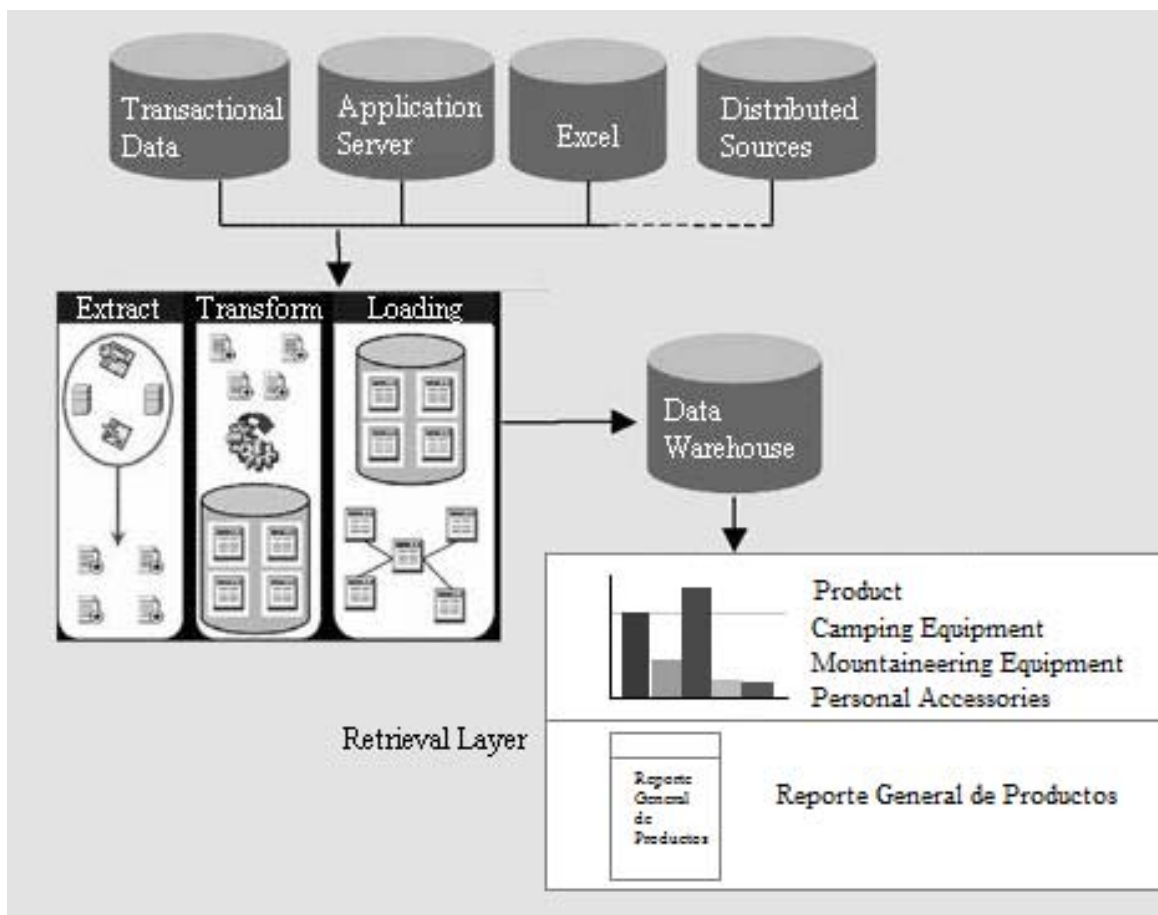 Transactional
Data
Application
Server
Excel
Distributed
Sources
Extract
Transform
Loading
Data
Warehouse
Product
Camping Equipment
Mountaineering Equipment
Personal Accessories
Retrieval Layer
Reporte
General
de
Productos
Reporte General de Productos